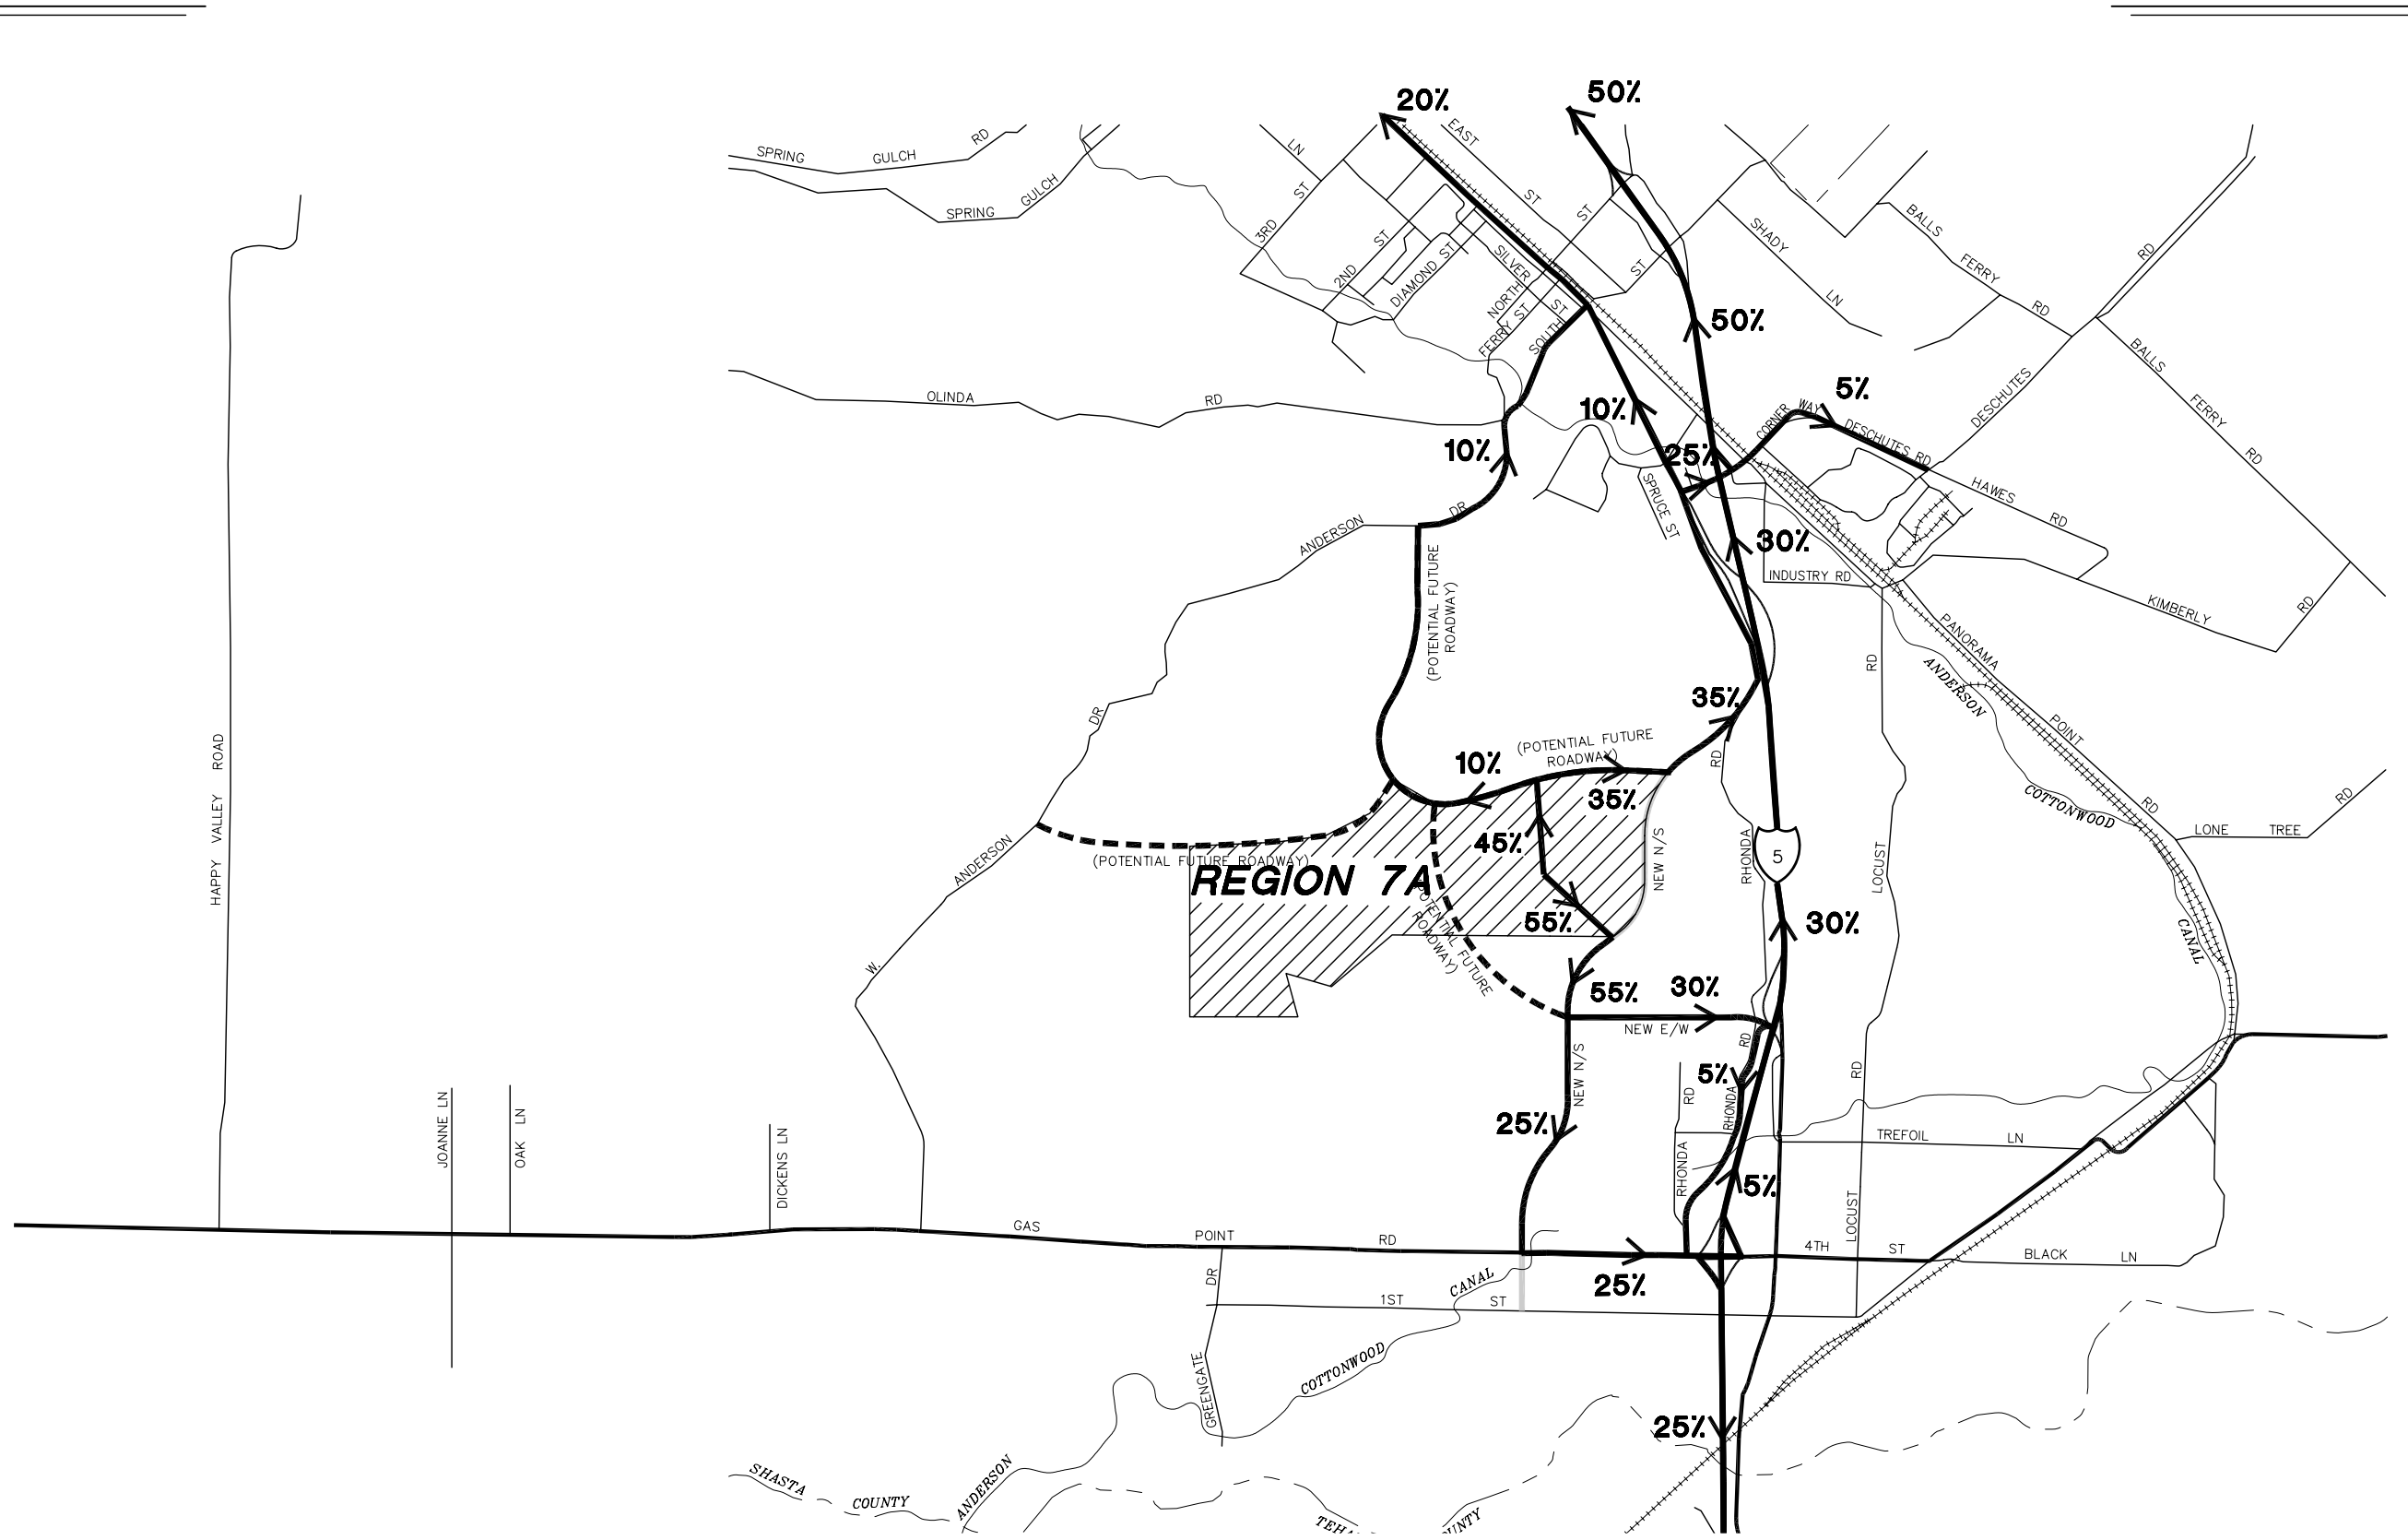 20%
50%
EAST
ST
LN
ST
3RD
2ND
ST
DIAMOND ST
SILVER
ST
NORTH
ST
FERRY ST
SOUTH
ST
ST
SPRING GULCH RD
SPRING GULCH
SHADY
LN
BALLS
FERRY
RD
RD
BALLS
FERRY
RD
50%
5%
10%
25%
CORNER WAY
DESCHUTES RD
DESCHUTES
HAWES
RD
OLINDA RD
10%
SPRUCE ST
30%
INDUSTRY RD
KIMBERLY
RD
ANDERSON
DR
(POTENTIAL FUTURE
ROADWAY)
RD
PANORAMA
POINT
RD
ANDERSON
COTTONWOOD
CANAL
LONE TREE
RD
DR
35%
RD
(POTENTIAL FUTURE
ROADWAY)
10%
35%
45%
55%
NEW N/S
RHONDA
5
LOCUST
HAPPY VALLEY ROAD
(POTENTIAL FUTURE ROADWAY)
REGION 7A
ANDERSON
W.
(POTENTIAL FUTURE
ROADWAY)
30%
55%
30%
NEW E/W
RD
NEW N/S
25%
5%
RHONDA
RD
RHONDA
5%
RD
LOCUST
TREFOIL LN
JOANNE LN
OAK LN
DICKENS LN
GAS POINT RD
4TH ST
BLACK LN
25%
DR
GREENGATE
1ST ST
CANAL
COTTONWOOD
ANDERSON
25%
SHASTA
COUNTY